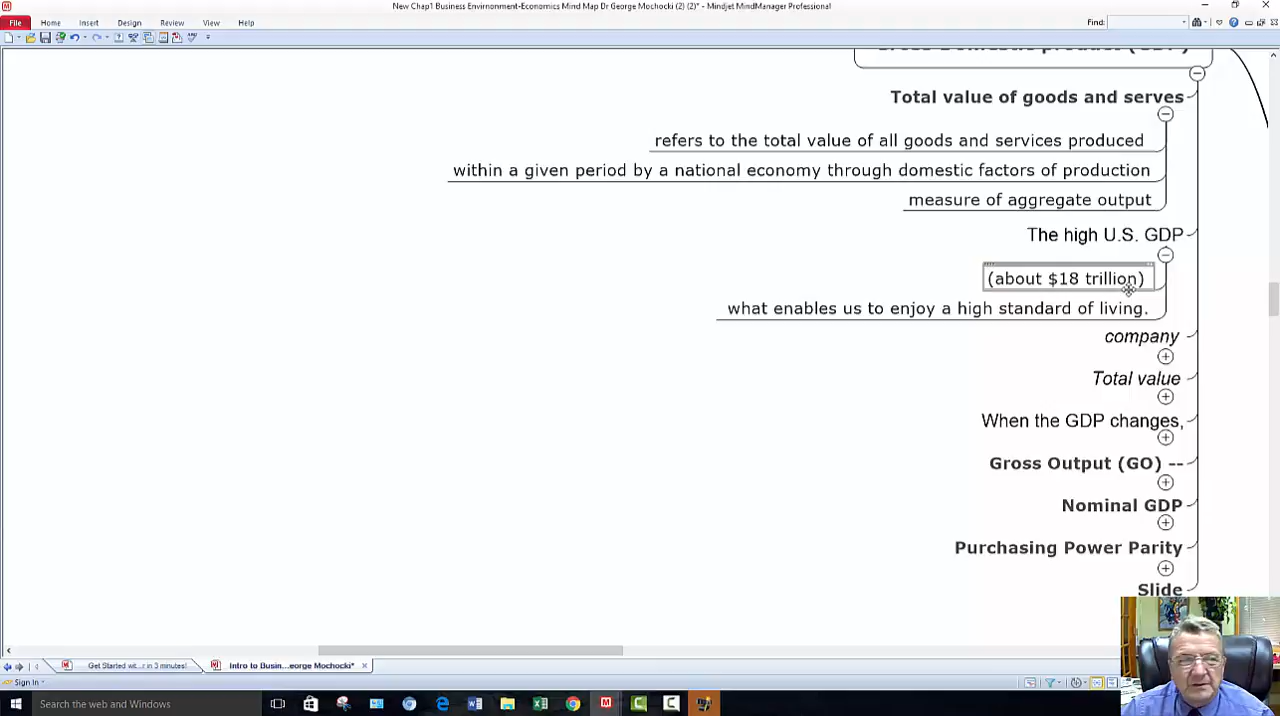 New Chap1 Business Envirnonment-Economics Mind Map Dr George Mochocki (2) (2)* - Mindjet MindManager Professional
File Home Insert Design Review View Help Find:
Gross Domestic product (GDP)
Total value of goods and serves
refers to the total value of all goods and services produced
within a given period by a national economy through domestic factors of production
measure of aggregate output
The high U.S. GDP
(about $18 trillion)
what enables us to enjoy a high standard of living.
company
Total value
When the GDP changes,
Gross Output (GO) --
Nominal GDP
Purchasing Power Parity
Slide
Get Started wit...r in 3 minutes! Intro to Busin...eorge Mochocki*
Sign In
Search the web and Windows